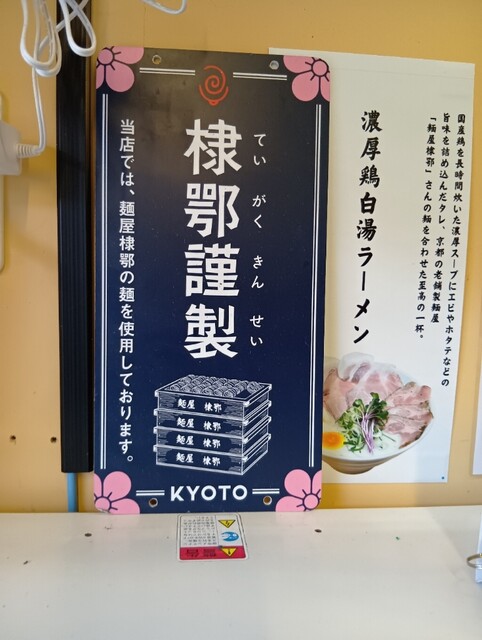 国産鶏を長時間炊いた濃厚スープにエビやホタテなどの
旨味を詰め込んだタレ、京都の老舗製麺屋
「麺屋棣鄂」さんの麺を合わせた至高の一杯。
濃厚鶏白湯ラーメン
てい がく きん せい
棣鄂謹製
当店では、麺屋棣鄂の麺を使用しております。
麺屋 棣鄂
麺屋 棣鄂
麺屋 棣鄂
麺屋 棣鄂
KYOTO